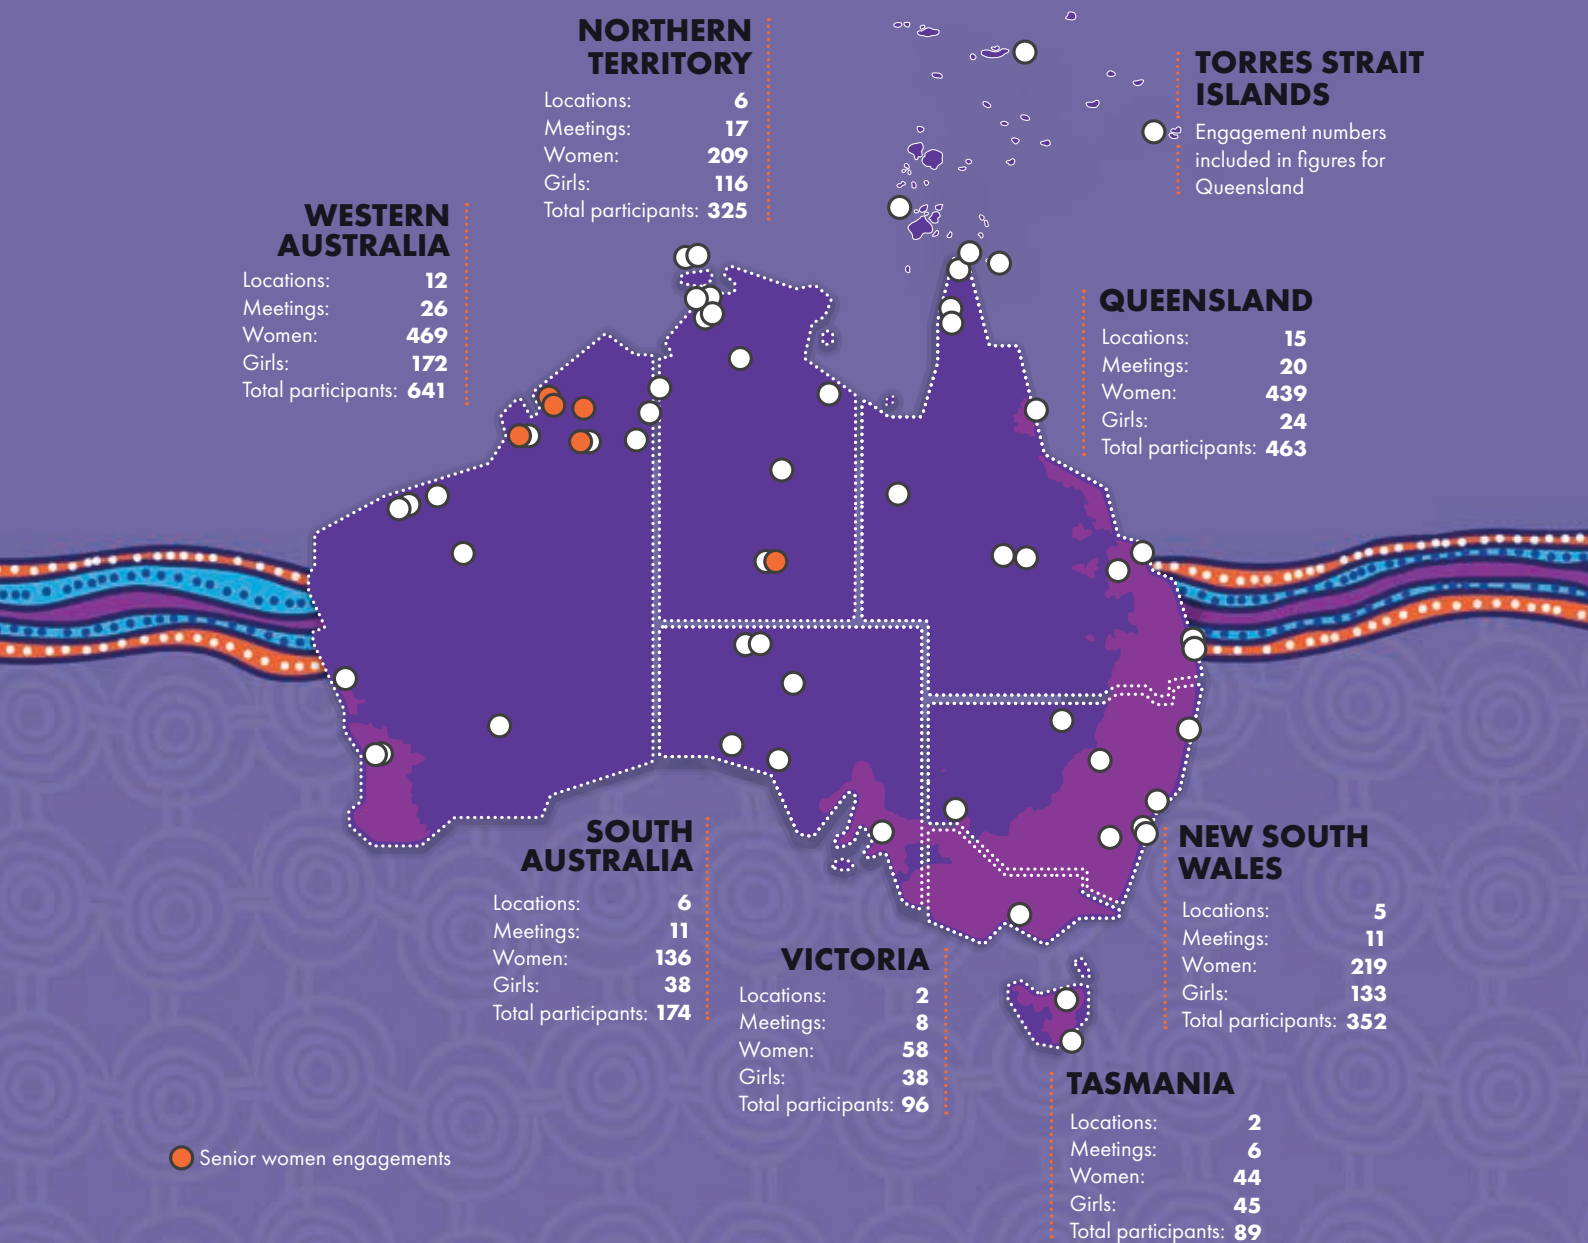 NORTHERN
TERRITORY
Locations: 6
Meetings: 17
Women: 209
Girls: 116
Total participants: 325
TORRES STRAIT
ISLANDS
Engagement numbers
included in figures for
Queensland
WESTERN
AUSTRALIA
Locations: 12
Meetings: 26
Women: 469
Girls: 172
Total participants: 641
QUEENSLAND
Locations: 15
Meetings: 20
Women: 439
Girls: 24
Total participants: 463
SOUTH
AUSTRALIA
Locations: 6
Meetings: 11
Women: 136
Girls: 38
Total participants: 174
NEW SOUTH
WALES
Locations: 5
Meetings: 11
Women: 219
Girls: 133
Total participants: 352
VICTORIA
Locations: 2
Meetings: 8
Women: 58
Girls: 38
Total participants: 96
TASMANIA
Locations: 2
Meetings: 6
Women: 44
Girls: 45
Total participants: 89
Senior women engagements